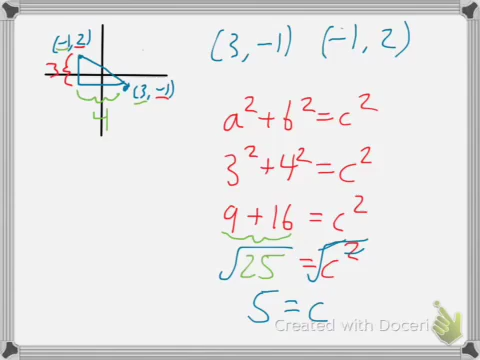 (3, -1) (-1, 2)
(-1, 2)
3
(3, -1)
4
a² + b² = c²
3² + 4² = c²
9 + 16 = c²
√25 = √c²
5 = c
Created with Doceri